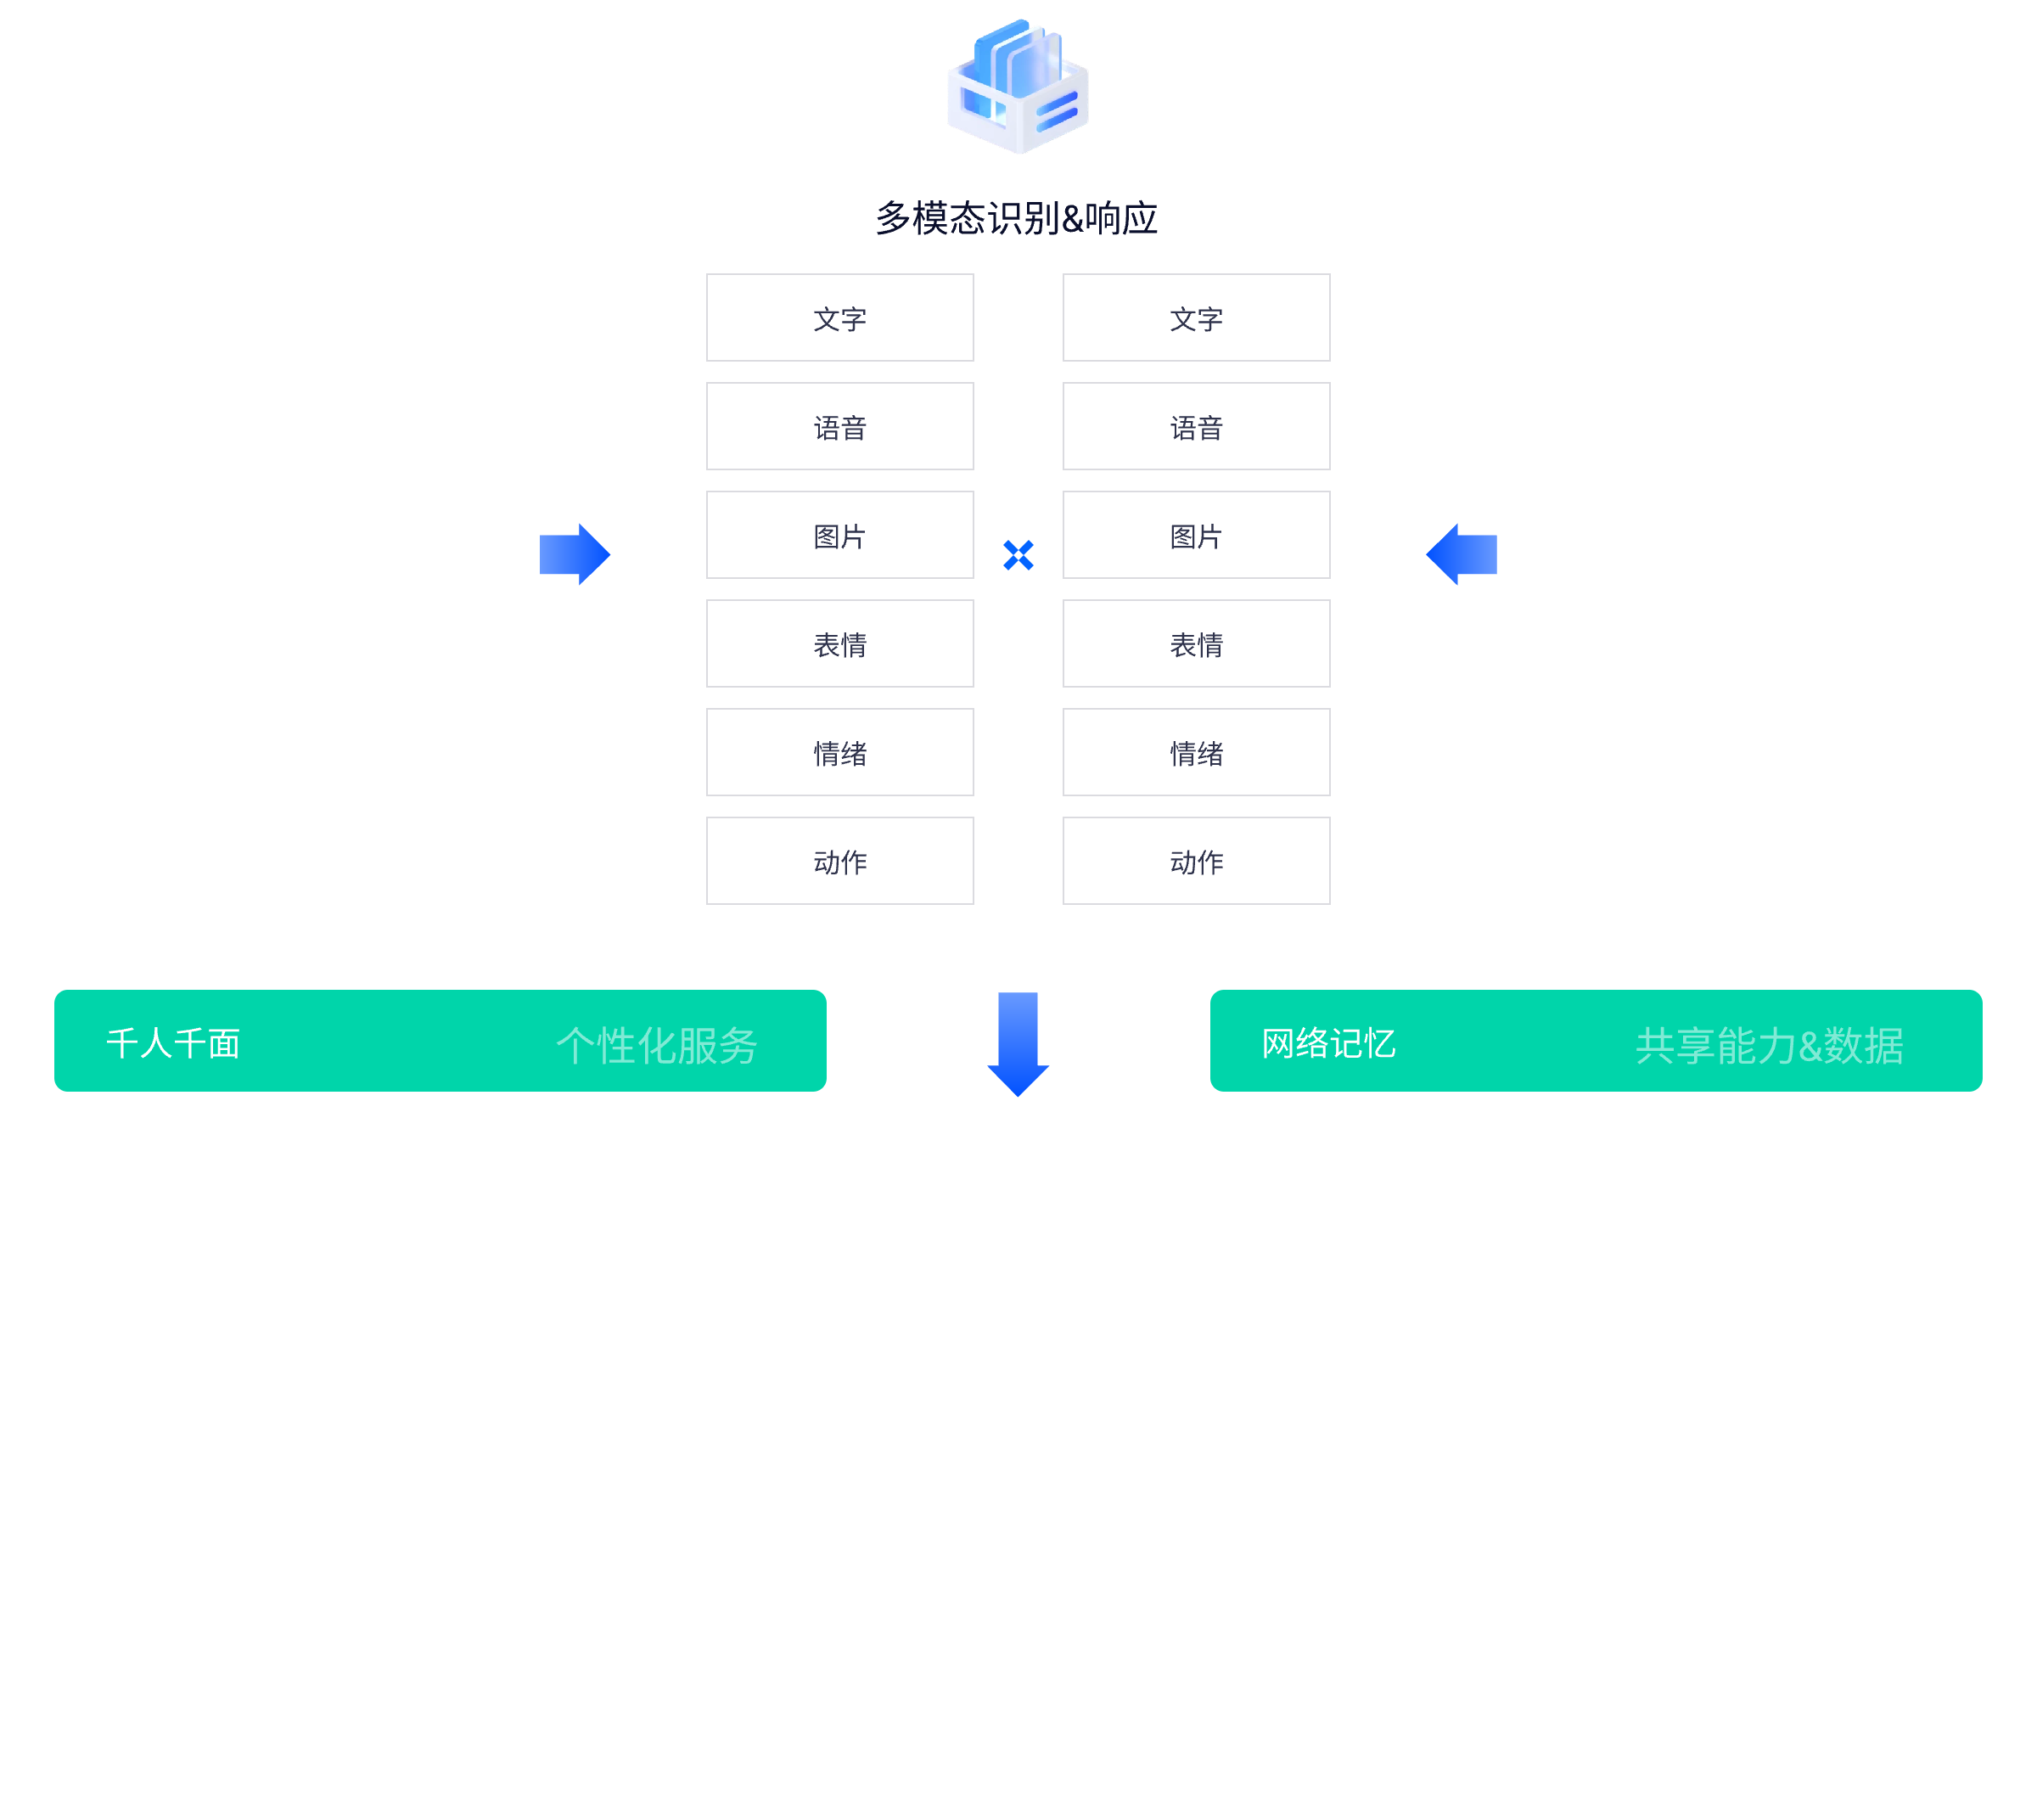 多模态识别&响应
文字 文字
语音 语音
图片 图片
表情 表情
情绪 情绪
动作 动作
千人千面 个性化服务 网络记忆 共享能力&数据